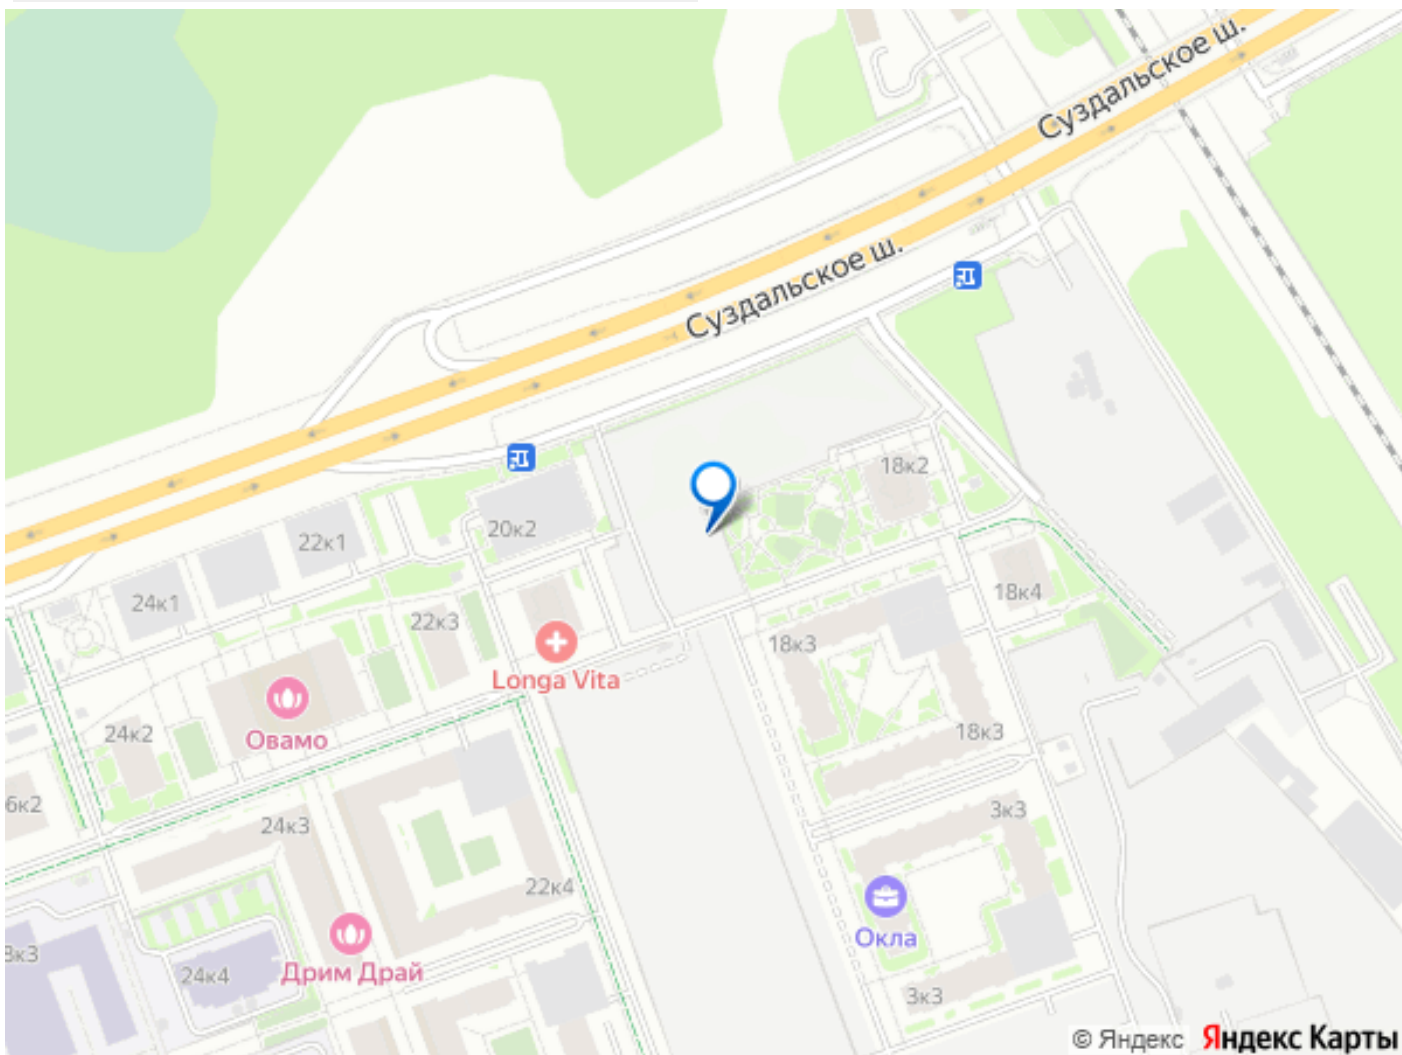 Суздальское ш.
Суздальское ш.
18к2
20к2
22к1
24к1
22к3
18к4
18к3
Longa Vita
24к2
Овамо
18к3
6к2
24к3
3к3
22к4
Окла
3к3
24к4
Дрим Драй
3к3
© Яндекс Яндекс Карты